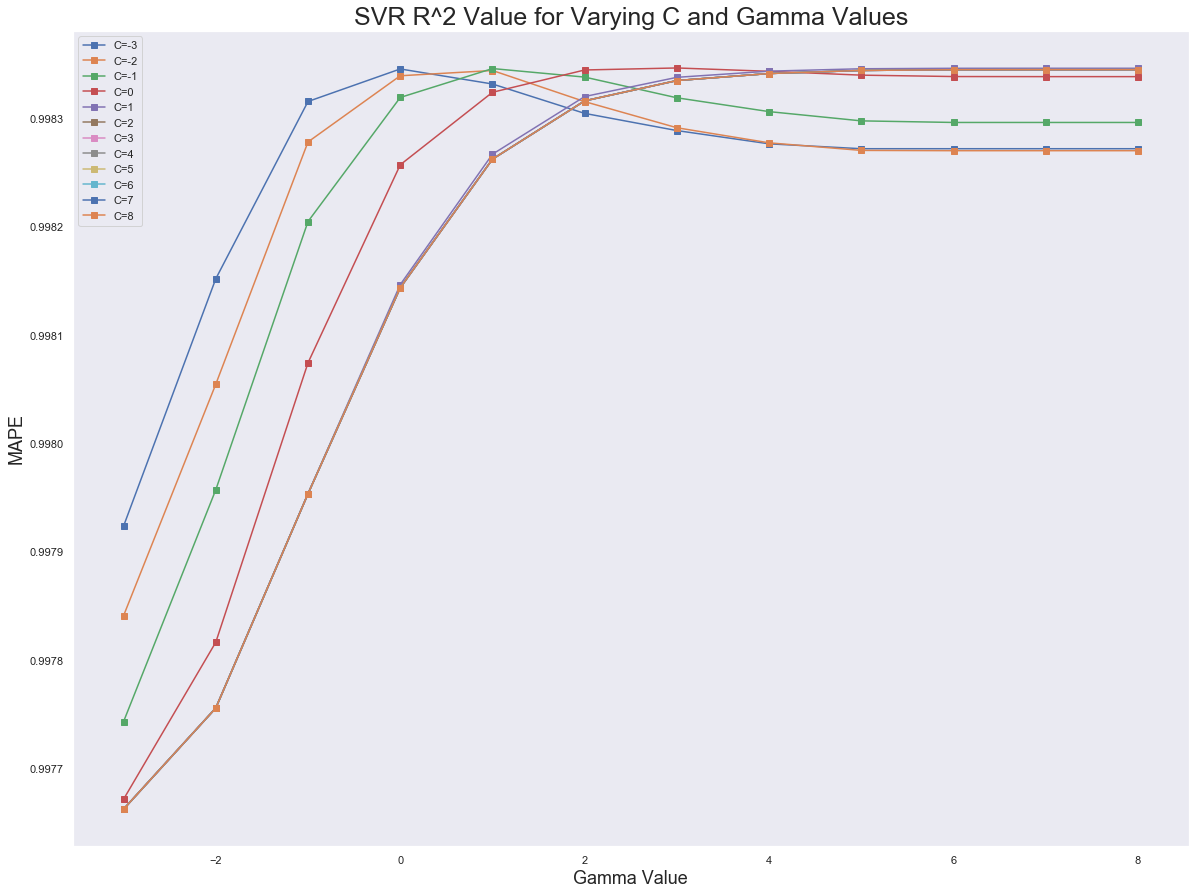 SVR R^2 Value for Varying C and Gamma Values
C=-3
C=-2
C=-1
C=0
C=1
C=2
C=3
C=4
C=5
C=6
C=7
C=8
0.9983
0.9982
0.9981
0.9980
0.9979
0.9978
0.9977
MAPE
−2 0 2 4 6 8
Gamma Value